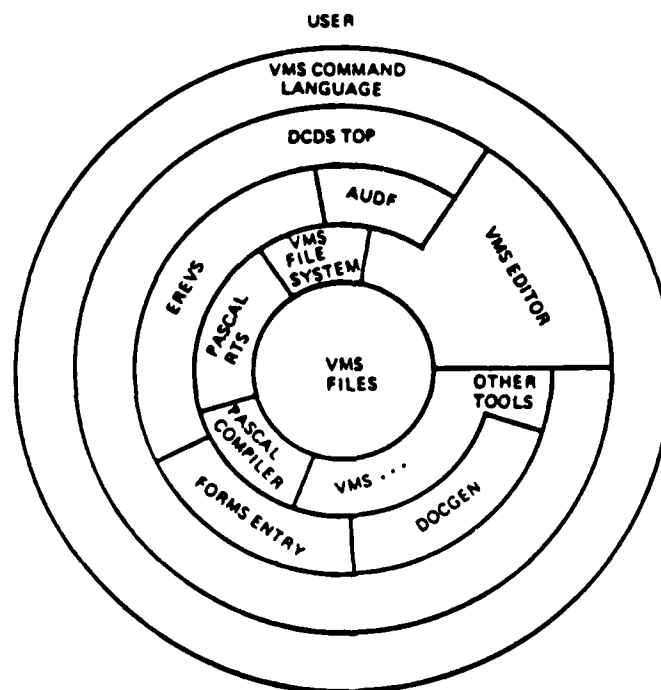 USER
VMS COMMAND
LANGUAGE
DCDS TOP
AUDF
VMS
FILE
SYSTEM
VMS EDITOR
EREVS
PASCAL
RTS
VMS
FILES
OTHER
TOOLS
PASCAL
COMPILER
VMS ...
FORMS ENTRY
DOCGEN